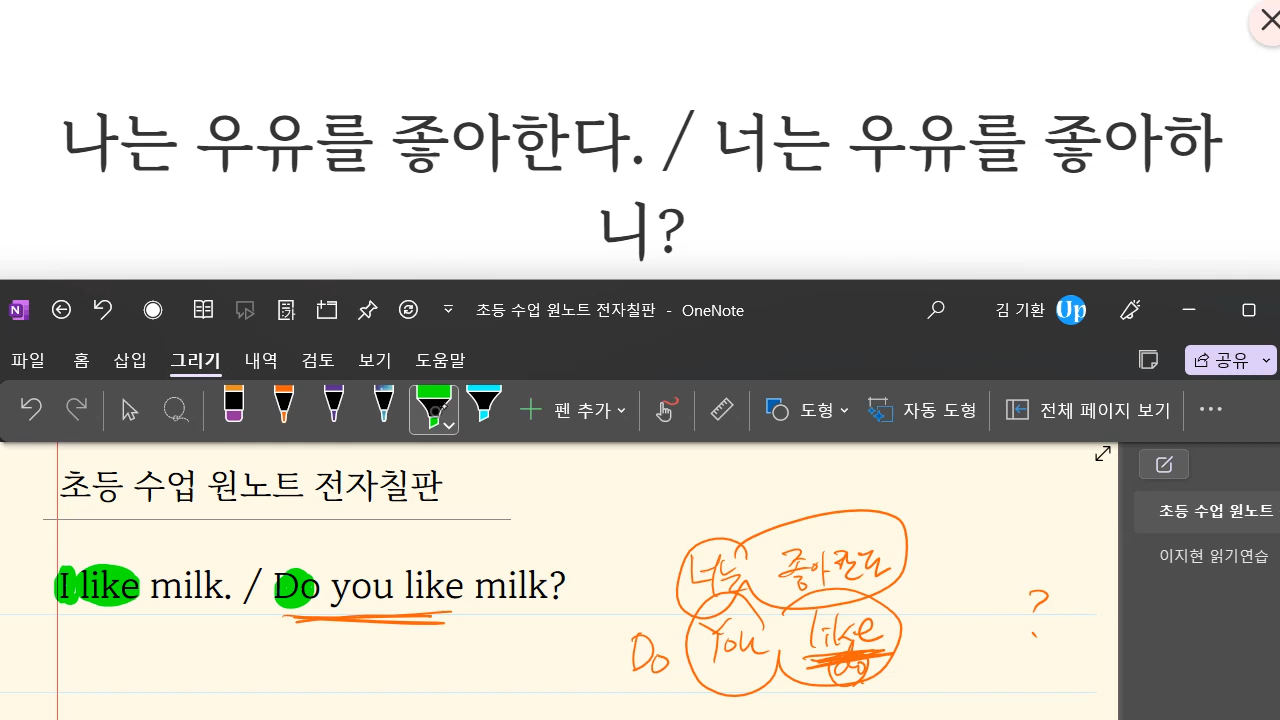 나는 우유를 좋아한다. / 너는 우유를 좋아하
니?
초등 수업 원노트 전자칠판 - OneNote
김 기환
Up
파일 홈 삽입 그리기 내역 검토 보기 도움말
공유
펜 추가
도형
자동 도형
전체 페이지 보기
초등 수업 원노트 전자칠판
초등 수업 원노트
이지현 읽기연습
너는 좋아한다
I like milk. / Do you like milk?
?
Do You like
do